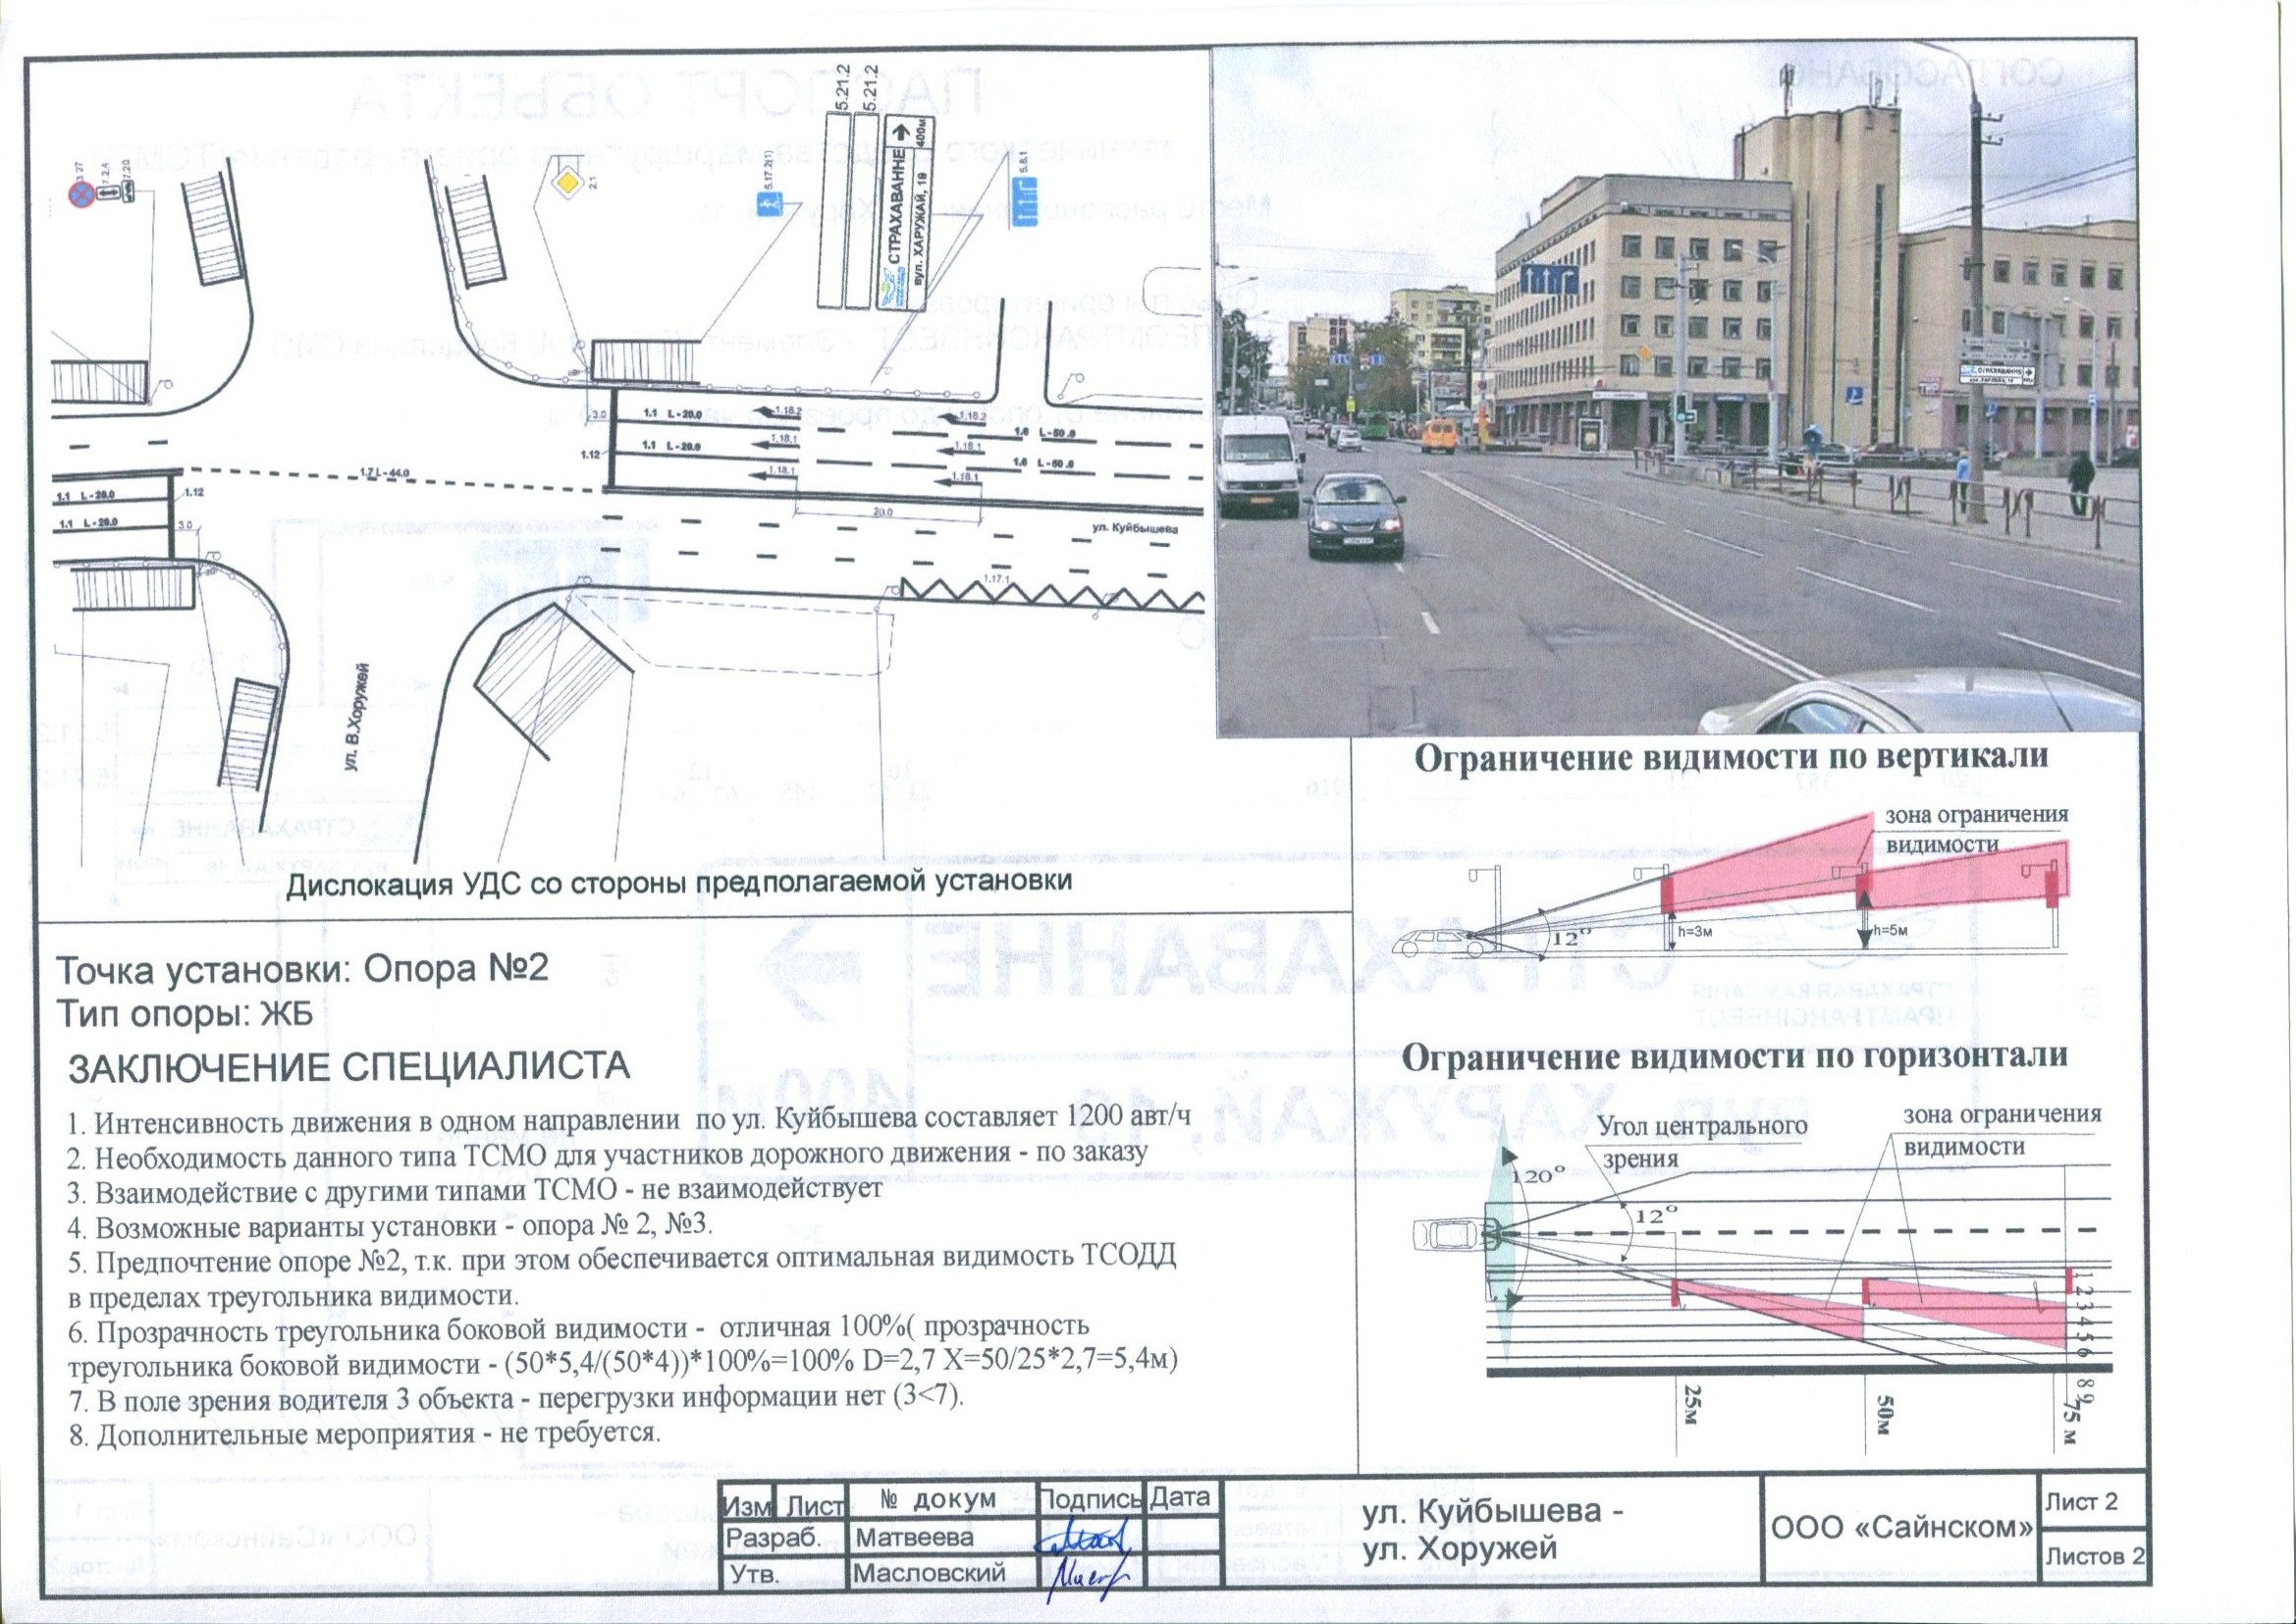 3.27
7.2.4
7.20
2.1
5.17.2(1)
5.21.2
5.21.2
СТРАХАВАННЕ
вул. ХАРУЖАЙ, 19
400м
5.8.1
3.0
1.1 L-20.0
1.18.2
1.18.2
1.6 L-50.0
1.1 L-20.0
1.18.1
1.18.1
1.6 L-50.0
1.12
1.18.1
1.18.1
1.7 L-44.0
1.1 L-20.0
1.12
1.1 L-20.0
3.0
20.0
ул. Куйбышева
1.17.1
ул. В.Хоружей
Дислокация УДС со стороны предполагаемой установки
СТРАХАВАННЕ
Ограничение видимости по вертикали
зона ограничения
видимости
12°
h=3м
h=5м
Точка установки: Опора №2
Тип опоры: ЖБ
ЗАКЛЮЧЕНИЕ СПЕЦИАЛИСТА
1. Интенсивность движения в одном направлении по ул. Куйбышева составляет 1200 авт/ч
2. Необходимость данного типа ТСМО для участников дорожного движения - по заказу
3. Взаимодействие с другими типами ТСМО - не взаимодействует
4. Возможные варианты установки - опора № 2, №3.
5. Предпочтение опоре №2, т.к. при этом обеспечивается оптимальная видимость ТСОДД
в пределах треугольника видимости.
6. Прозрачность треугольника боковой видимости - отличная 100%( прозрачность
треугольника боковой видимости - (50*5,4/(50*4))*100%=100% D=2,7 X=50/25*2,7=5,4м)
7. В поле зрения водителя 3 объекта - перегрузки информации нет (3<7).
8. Дополнительные мероприятия - не требуется.
Ограничение видимости по горизонтали
Угол центрального
зрения
зона ограничения
видимости
120°
12°
1 2 3 4 5 6
8 9
25м
50м
75 м
Изм Лист № докум Подпись Дата
Разраб. Матвеева
Утв. Масловский
ул. Куйбышева -
ул. Хоружей
ООО «Сайнском»
Лист 2
Листов 2